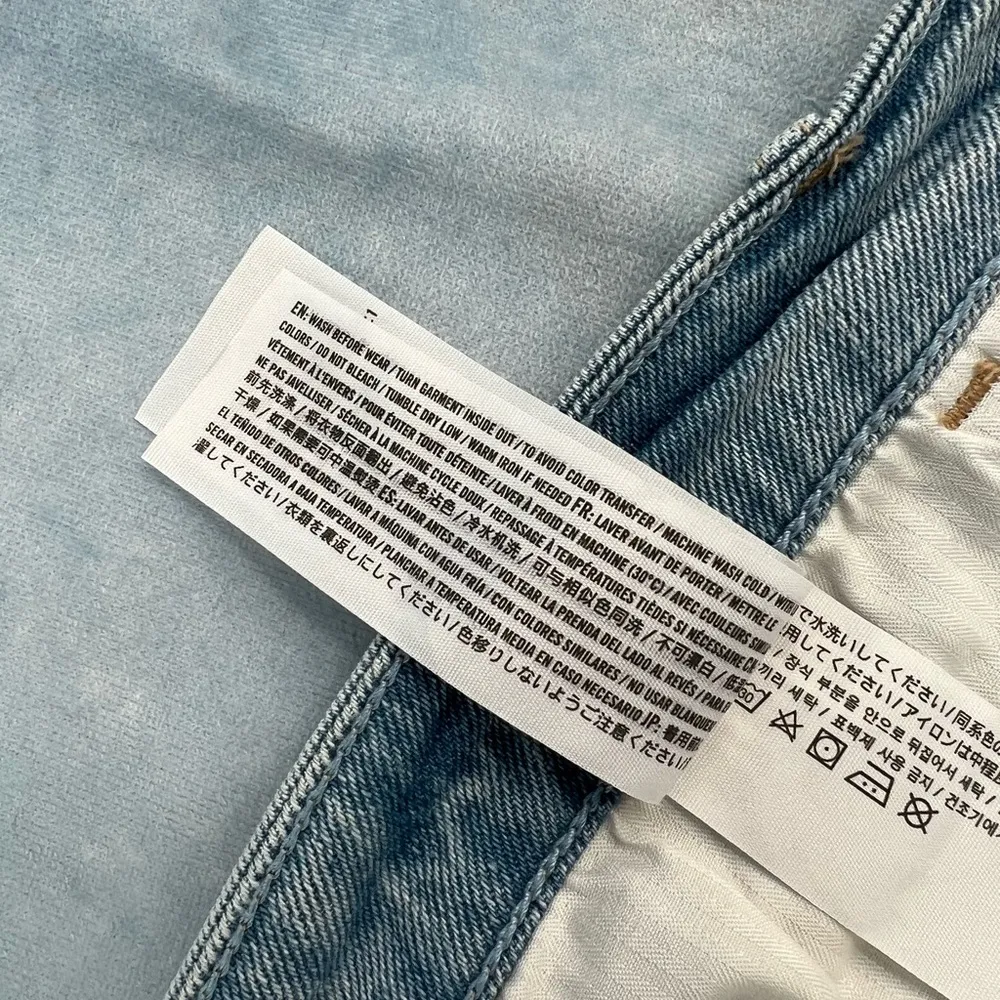 EN: WASH BEFORE WEAR / TURN GARMENT INSIDE OUT / TO AVOID COLOR TRANSFER / MACHINE WASH COLD / WITH
COLORS / DO NOT BLEACH / TUMBLE DRY LOW / WARM IRON IF NEEDED FR: LAVER AVANT DE PORTER / METTRE LE
VÊTEMENT À L'ENVERS / POUR ÉVITER TOUTE DÉTEINTE / LAVER À FROID EN MACHINE (30°C) / AVEC COULEURS
NE PAS JAVELLISER / SÉCHER À LA MACHINE CYCLE DOUX / REPASSAGE À TEMPÉRATURES TIÈDES SI NÉCESSAIRE
前先洗涤 / 将衣物反面翻出 / 避免沾色 / 冷水机洗 / 可与相似色同洗 / 不可漂白 /
干燥 / 如果需要可中温熨烫 ES: LAVAR ANTES DE USAR / VOLTEAR LA PRENDA DEL LADO AL REVÉS / PARA
EL TEÑIDO DE OTROS COLORES / LAVAR A MÁQUINA CON AGUA FRÍA / CON COLORES SIMILARES / NO USAR BLANQUEA
SECAR EN SECADORA A BAJA TEMPERATURA / PLANCHAR A TEMPERATURA MEDIA EN CASO NECESARIO JP: 着用前
濯してください / 衣類を裏返しにしてください / 色移りしないようご注意ください /
で水洗いしてください / 同系色の
用してください / アイロンは中程
끼리 세탁 / 장식 부분을 안으로 뒤집어서 세탁 /
표백제 사용 금지 / 건조기에